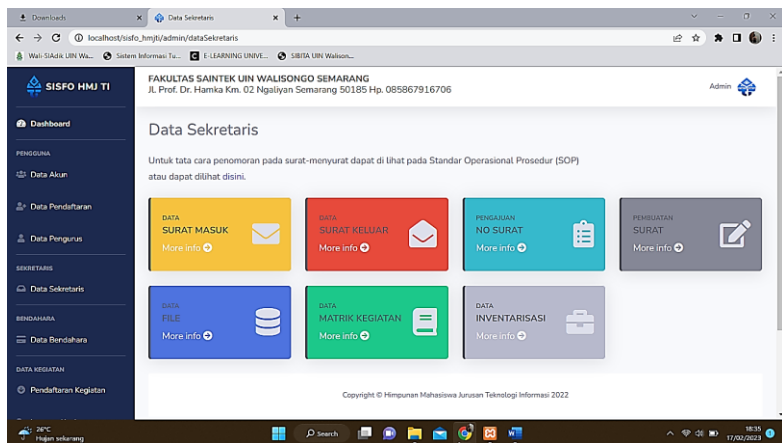 Downloads
Data Sekretaris
localhost/sisfo_hmjti/admin/dataSekretaris
Wali-SIAdik UIN Wa...
Sistem Informasi Tu...
E-LEARNING UNIVE...
SIBITA UIN Walison...
SISFO HMJ TI
FAKULTAS SAINTEK UIN WALISONGO SEMARANG
Jl. Prof. Dr. Hamka Km. 02 Ngaliyan Semarang 50185 Hp. 085867916706
Admin
Dashboard
PENGGUNA
Data Akun
Data Pendaftaran
Data Pengurus
SEKRETARIS
Data Sekretaris
BENDAHARA
Data Bendahara
DATA KEGIATAN
Pendaftaran Kegiatan
Data Sekretaris
Untuk tata cara penomoran pada surat-menyurat dapat di lihat pada Standar Operasional Prosedur (SOP)
atau dapat dilihat disini.
DATA
SURAT MASUK
More info
DATA
SURAT KELUAR
More info
PENGAJUAN
NO SURAT
More info
PEMBUATAN
SURAT
More info
DATA
FILE
More info
DATA
MATRIK KEGIATAN
More info
DATA
INVENTARISASI
More info
Copyright © Himpunan Mahasiswa Jurusan Teknologi Informasi 2022
26°C
Hujan sekarang
Search
18:35
17/02/2023